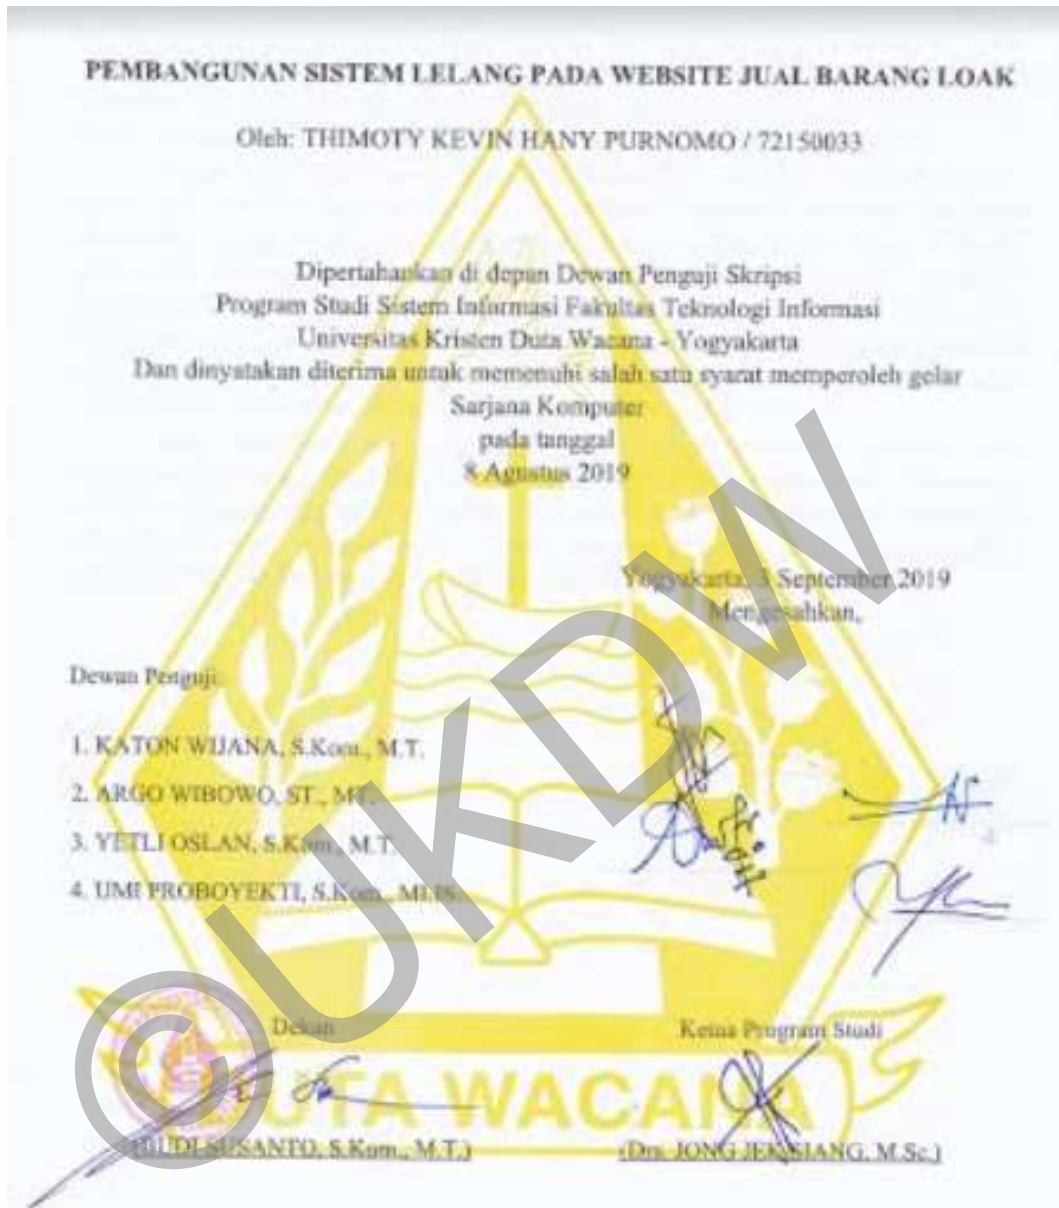 PEMBANGUNAN SISTEM LELANG PADA WEBSITE JUAL BARANG LOAK
Oleh: THIMOTY KEVIN HANY PURNOMO / 72150033
Dipertahankan di depan Dewan Penguji Skripsi
Program Studi Sistem Informasi Fakultas Teknologi Informasi
Universitas Kristen Duta Wacana - Yogyakarta
Dan dinyatakan diterima untuk memenuhi salah satu syarat memperoleh gelar
Sarjana Komputer
pada tanggal
8 Agustus 2019
Yogyakarta, 3 September 2019
Mengesahkan,
Dewan Penguji:
1. KATON WIJANA, S.Kom., M.T.
2. ARGO WIBOWO, ST., MT.
3. YETLI OSLAN, S.Kom., M.T.
4. UMI PROBOYEKTI, S.Kom., MLIS.
Dekan
Ketua Program Studi
DUTA WACANA
(BUDI SUSANTO, S.Kom., M.T.)
(Drs. JONG JEK SIANG, M.Sc.)
©UKDW